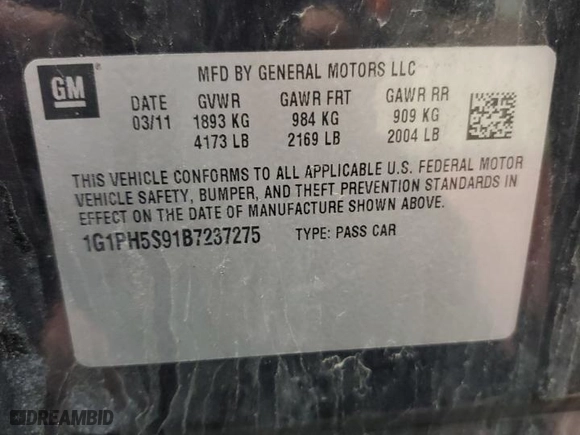 GM
MFD BY GENERAL MOTORS LLC
DATE GVWR GAWR FRT GAWR RR
03/11 1893 KG 984 KG 909 KG
4173 LB 2169 LB 2004 LB
THIS VEHICLE CONFORMS TO ALL APPLICABLE U.S. FEDERAL MOTOR
VEHICLE SAFETY, BUMPER, AND THEFT PREVENTION STANDARDS IN
EFFECT ON THE DATE OF MANUFACTURE SHOWN ABOVE.
1G1PH5S91B7237275 TYPE: PASS CAR
DREAMBID